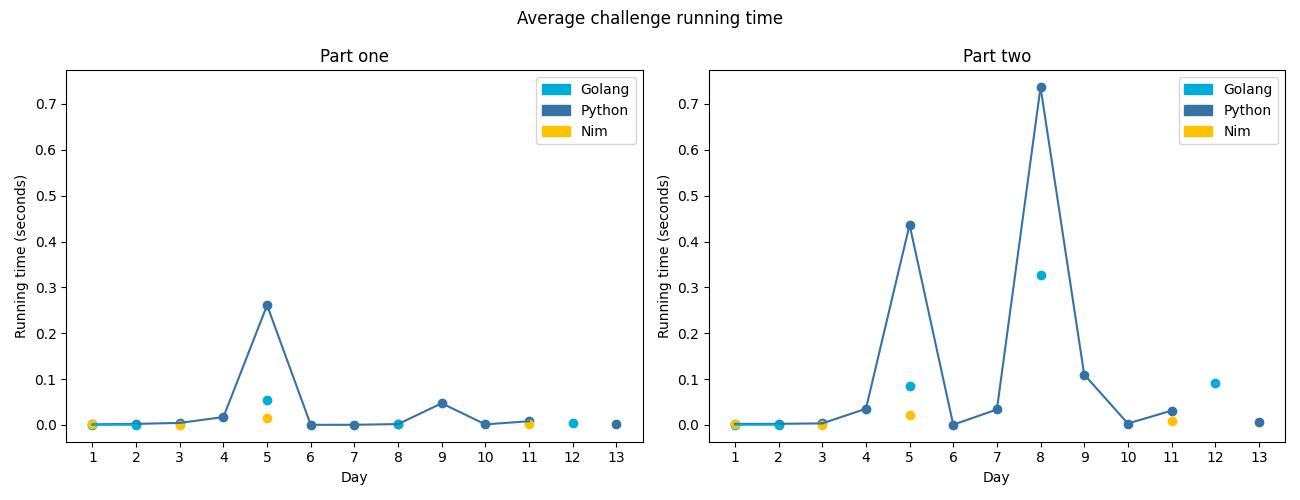 Average challenge running time
Part one
Golang
Python
Nim
0.7
0.6
0.5
0.4
0.3
0.2
0.1
0.0
Running time (seconds)
1 2 3 4 5 6 7 8 9 10 11 12 13
Day
Part two
Golang
Python
Nim
0.7
0.6
0.5
0.4
0.3
0.2
0.1
0.0
Running time (seconds)
1 2 3 4 5 6 7 8 9 10 11 12 13
Day